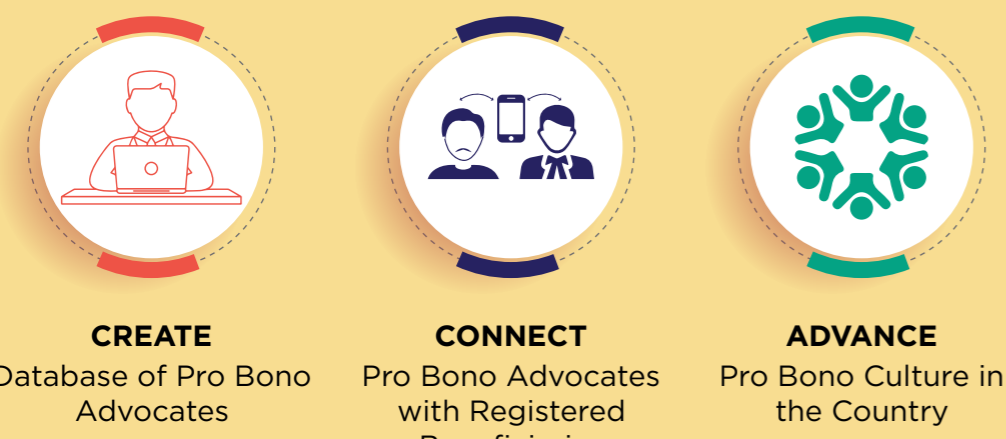 CREATE
Database of Pro Bono
Advocates
CONNECT
Pro Bono Advocates
with Registered
ADVANCE
Pro Bono Culture in
the Country